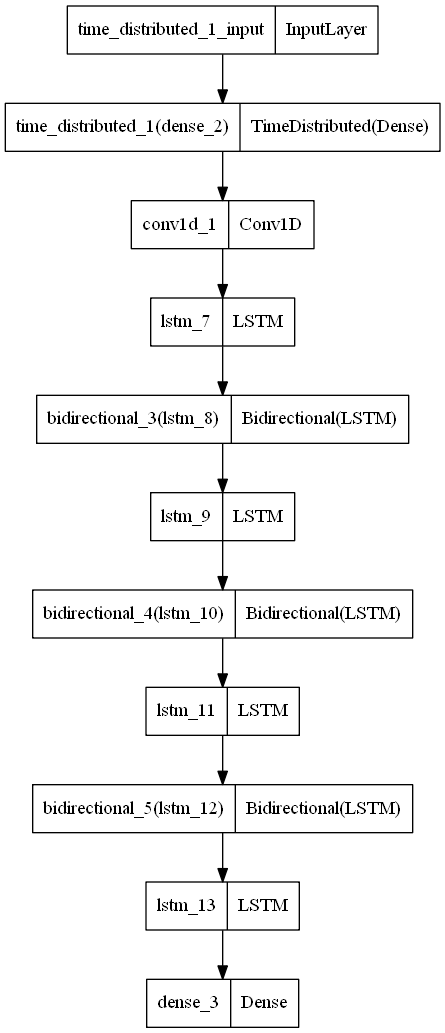 time_distributed_1_input InputLayer
time_distributed_1(dense_2) TimeDistributed(Dense)
conv1d_1 Conv1D
lstm_7 LSTM
bidirectional_3(lstm_8) Bidirectional(LSTM)
lstm_9 LSTM
bidirectional_4(lstm_10) Bidirectional(LSTM)
lstm_11 LSTM
bidirectional_5(lstm_12) Bidirectional(LSTM)
lstm_13 LSTM
dense_3 Dense